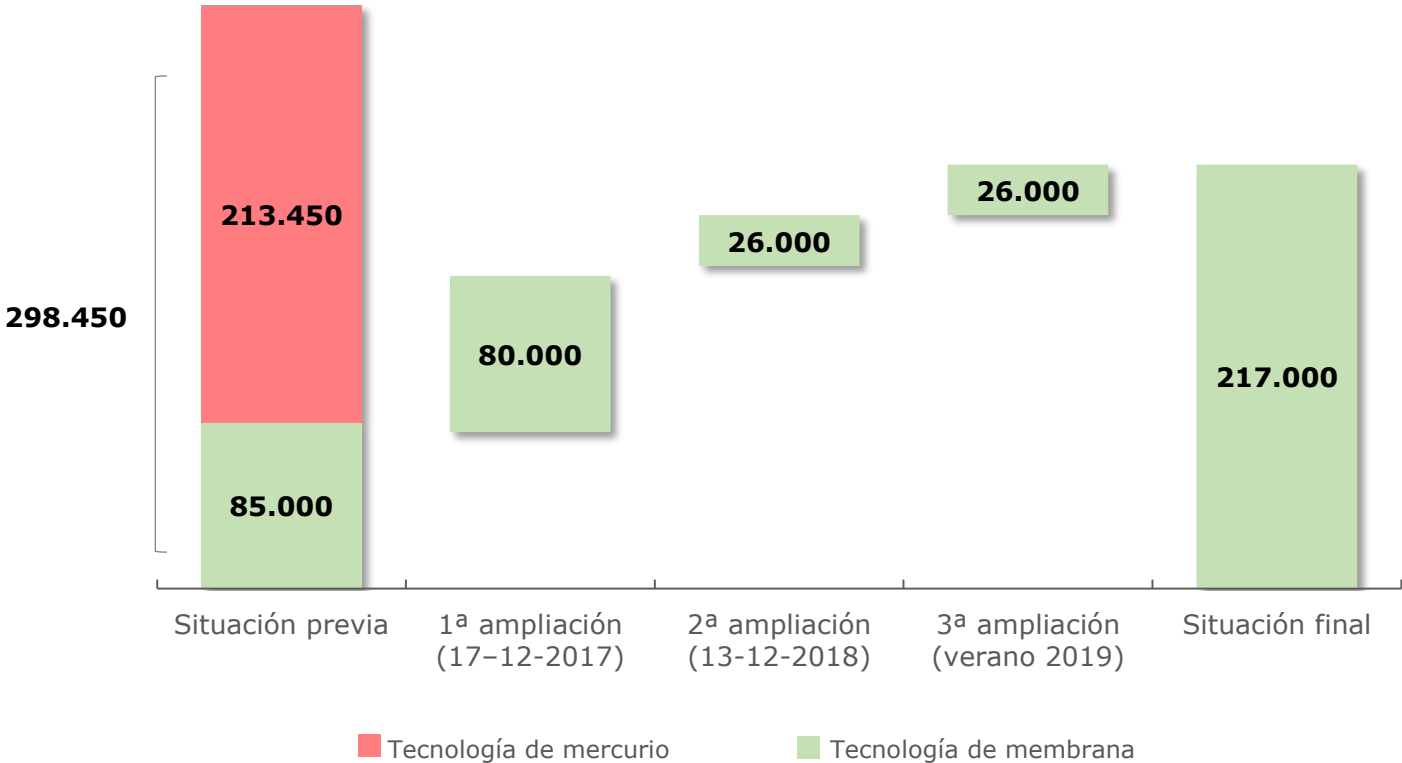 213.450
26.000
26.000
298.450
80.000
217.000
85.000
Situación previa
1ª ampliación
(17–12-2017)
2ª ampliación
(13-12-2018)
3ª ampliación
(verano 2019)
Situación final
Tecnología de mercurio
Tecnología de membrana